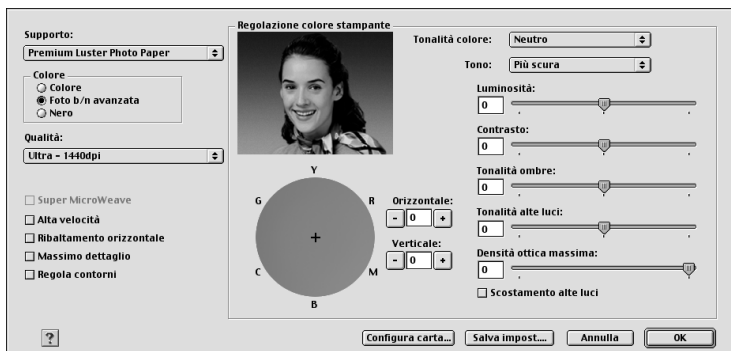 Supporto:
Premium Luster Photo Paper
Colore
Colore
Foto b/n avanzata
Nero
Qualità:
Ultra - 1440dpi
Super MicroWeave
Alta velocità
Ribaltamento orizzontale
Massimo dettaglio
Regola contorni
Regolazione colore stampante
Y
G
R
C
M
B
Orizzontale:
- 0 +
Verticale:
- 0 +
Tonalità colore: Neutro
Tono: Più scura
Luminosità:
0
Contrasto:
0
Tonalità ombre:
0
Tonalità alte luci:
0
Densità ottica massima:
0
Scostamento alte luci
?
Configura carta...
Salva impost....
Annulla
OK